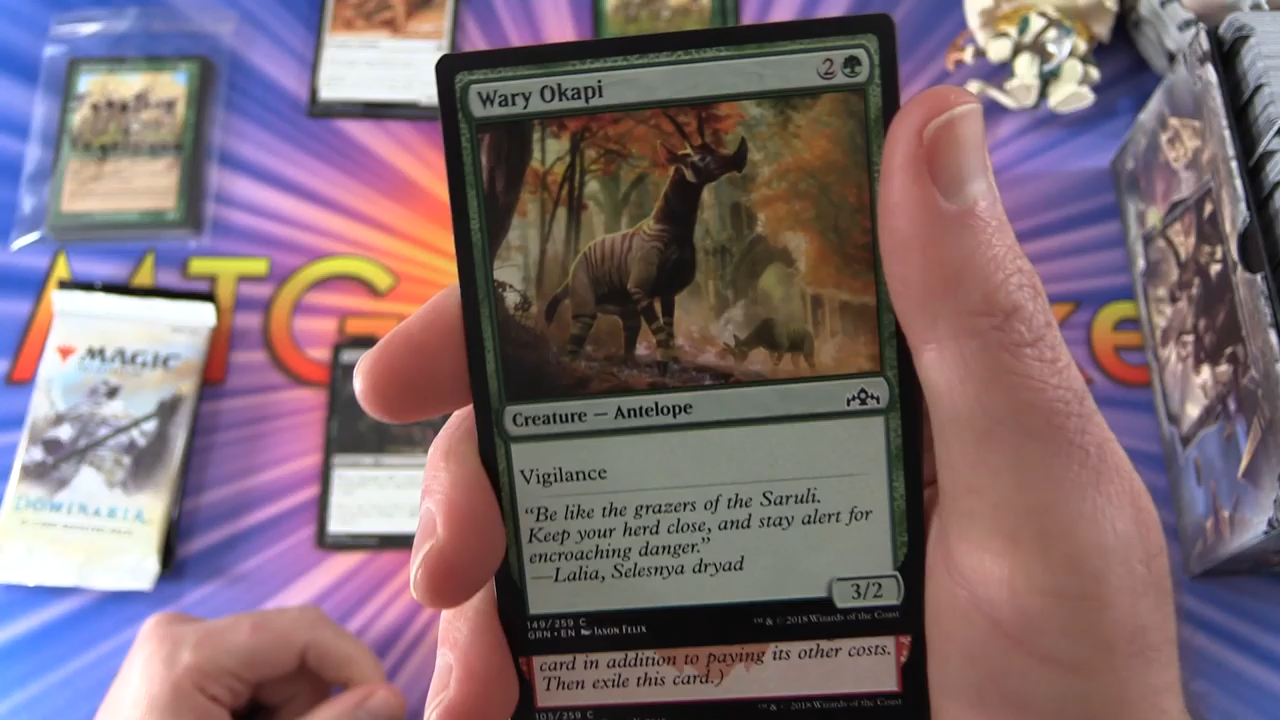 Wary Okapi
2
MTG
ke
MAGIC
DOMINARIA
Creature — Antelope
Vigilance
“Be like the grazers of the Saruli.
Keep your herd close, and stay alert for
encroaching danger.”
—Lalia, Selesnya dryad
3/2
149/259 C
GRN • EN Jason Felix
™ & © 2018 Wizards of the Coast
card in addition to paying its other costs.
Then exile this card.)
105/259 C
™ & © 2018 Wizards of the Coast